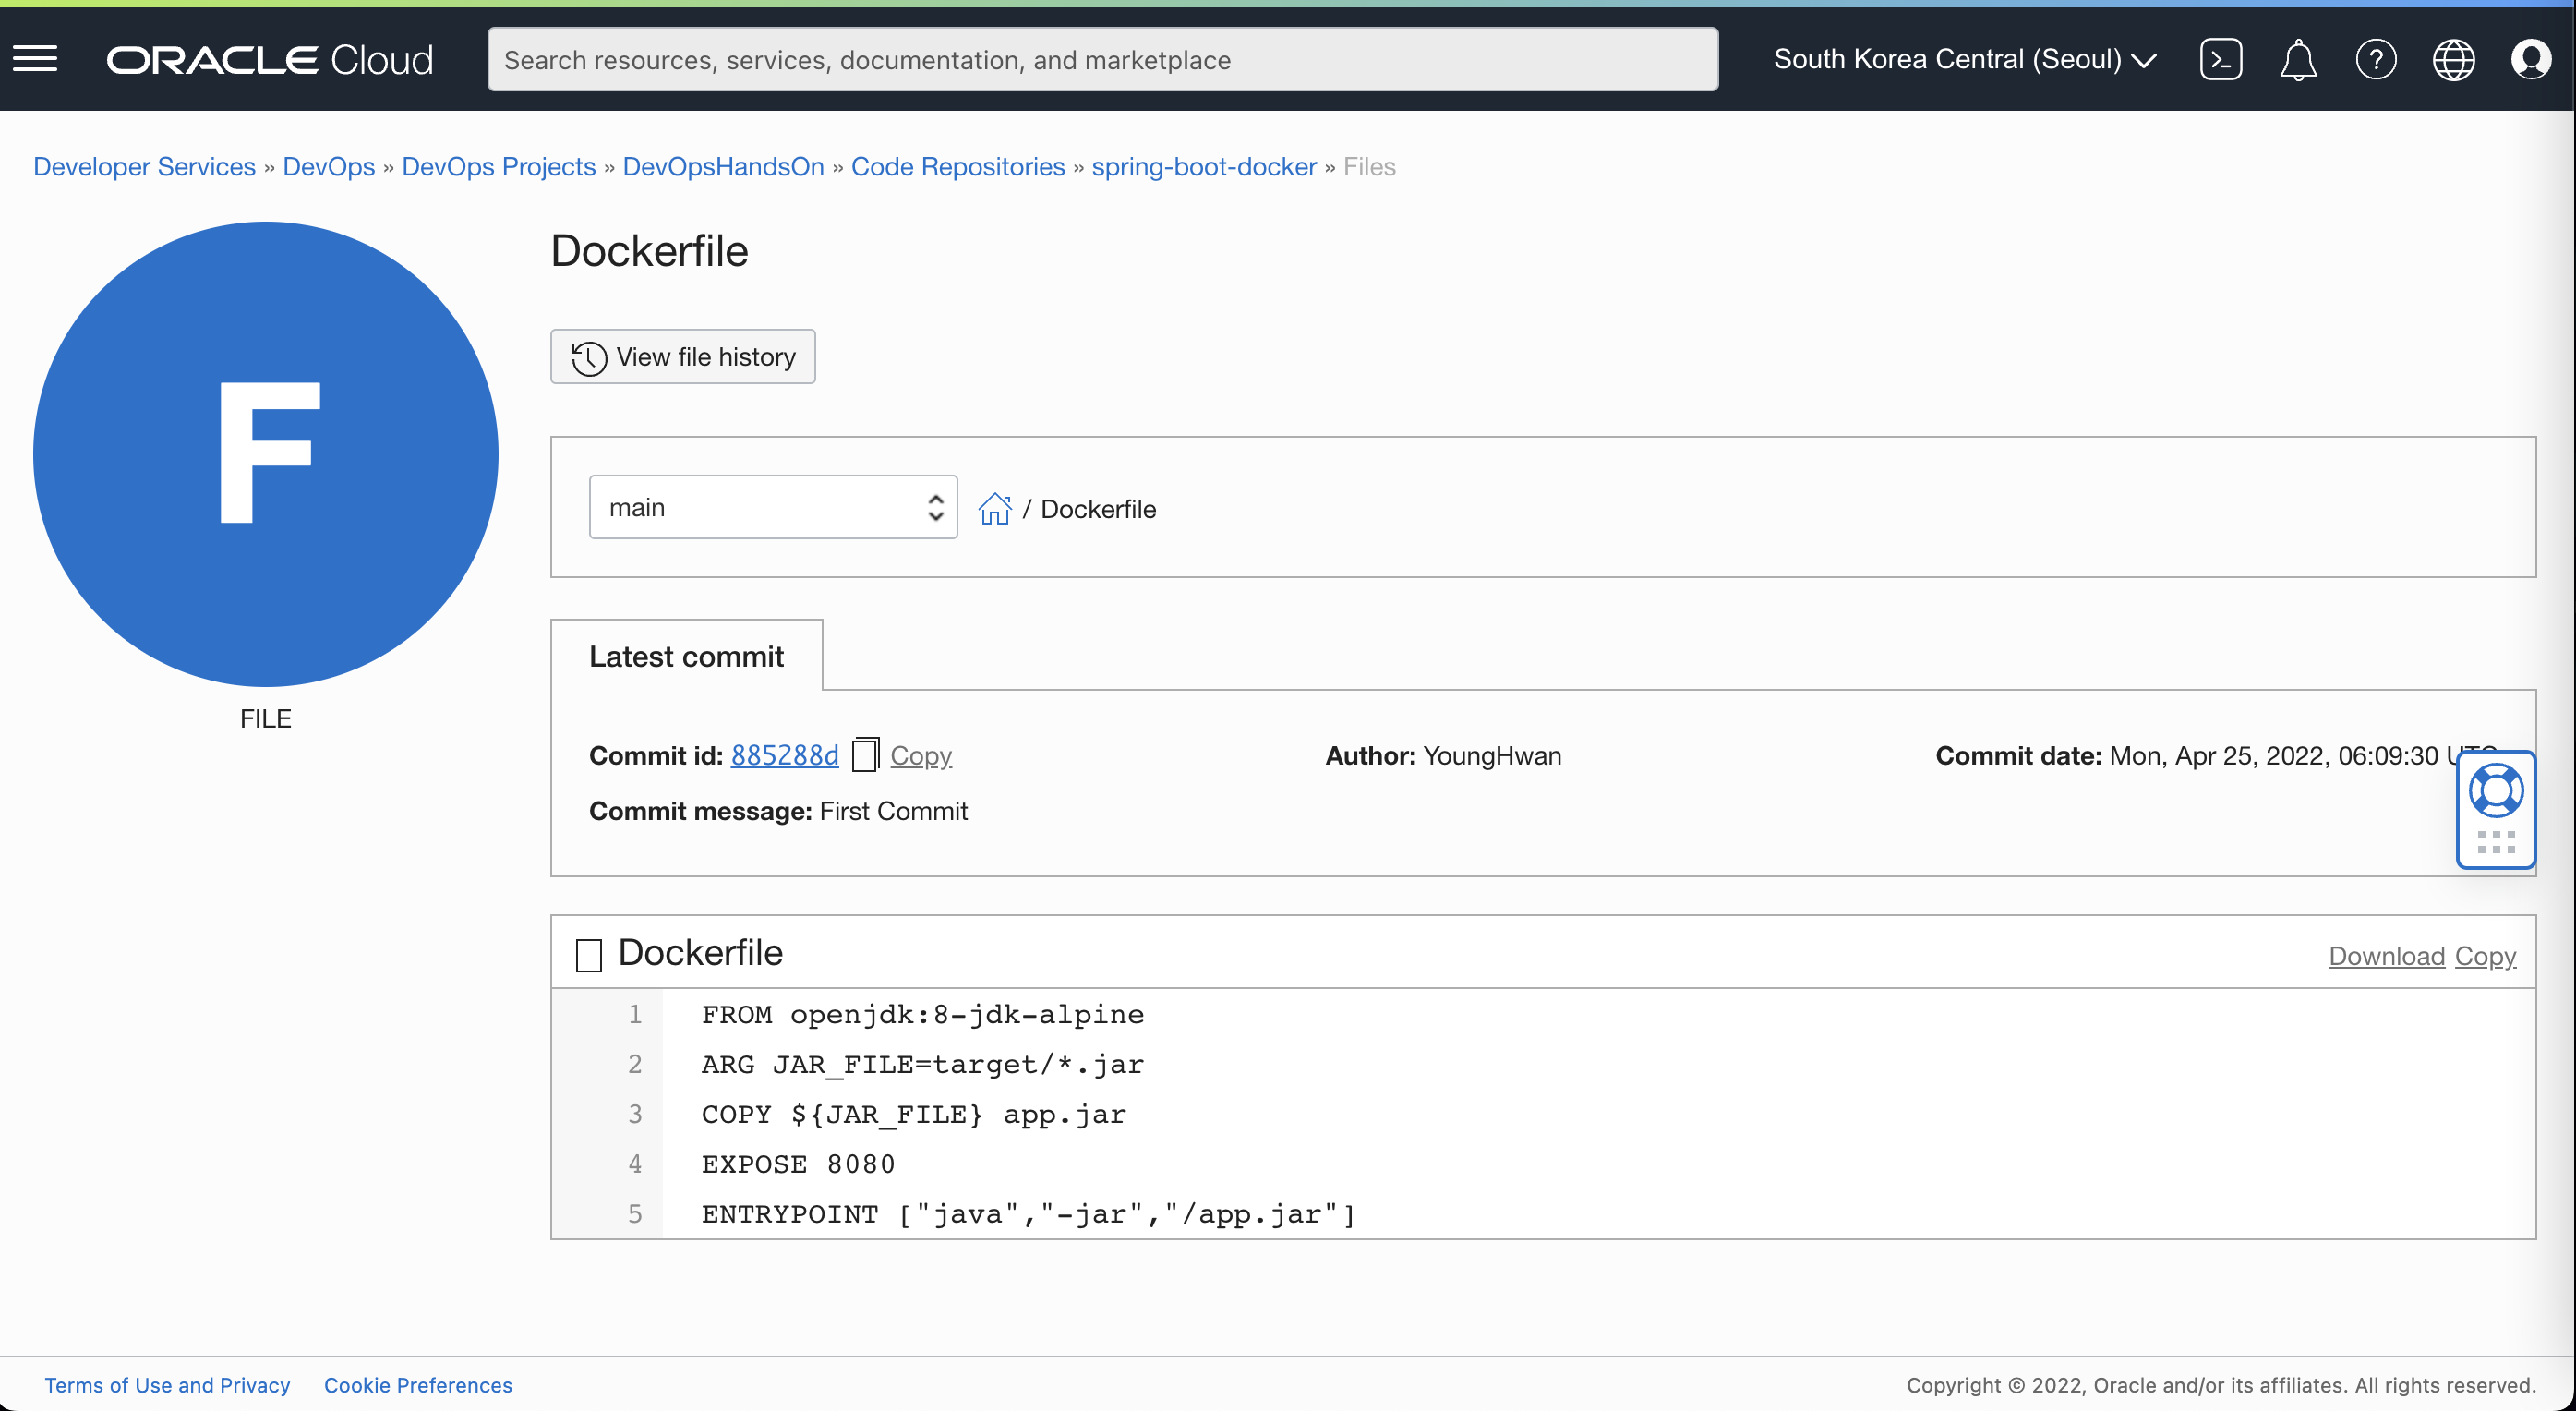 ORACLE Cloud
Search resources, services, documentation, and marketplace
South Korea Central (Seoul)
Developer Services » DevOps » DevOps Projects » DevOpsHandsOn » Code Repositories » spring-boot-docker » Files
F
FILE
Dockerfile
View file history
main
/ Dockerfile
Latest commit
Commit id: 885288d Copy
Author: YoungHwan
Commit date: Mon, Apr 25, 2022, 06:09:30 UTC
Commit message: First Commit
Dockerfile
Download Copy
1 FROM openjdk:8-jdk-alpine
2 ARG JAR_FILE=target/*.jar
3 COPY ${JAR_FILE} app.jar
4 EXPOSE 8080
5 ENTRYPOINT ["java","-jar","/app.jar"]
Terms of Use and Privacy Cookie Preferences
Copyright © 2022, Oracle and/or its affiliates. All rights reserved.